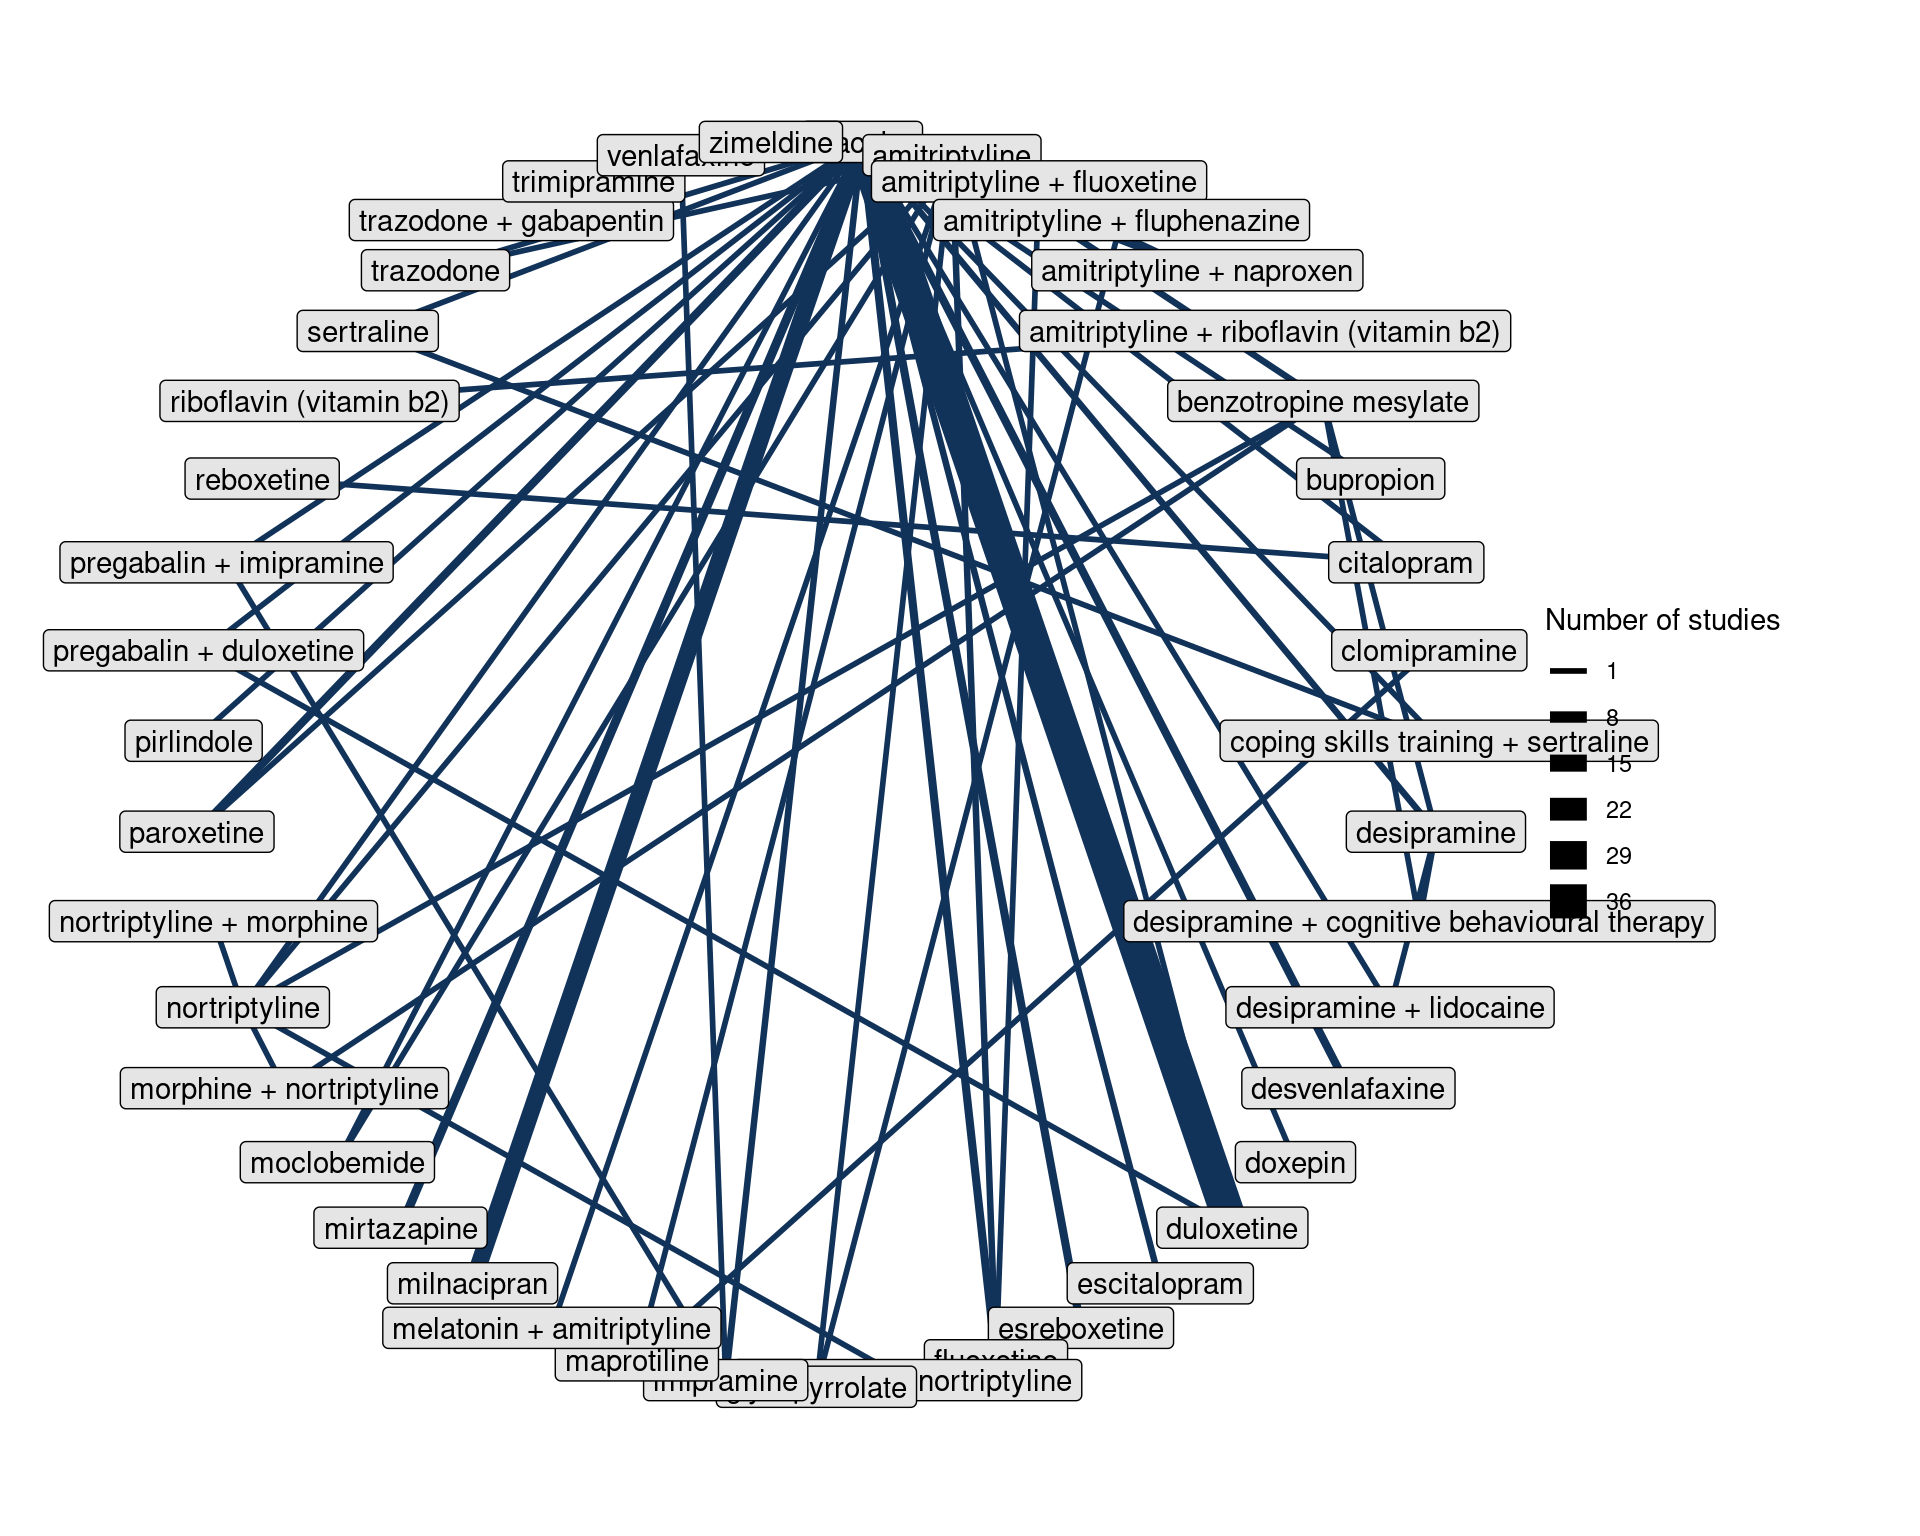 zimeldine
venlafaxine
amitriptyline
trimipramine
amitriptyline + fluoxetine
trazodone + gabapentin
amitriptyline + fluphenazine
trazodone
amitriptyline + naproxen
sertraline
amitriptyline + riboflavin (vitamin b2)
riboflavin (vitamin b2)
benzotropine mesylate
reboxetine
bupropion
pregabalin + imipramine
citalopram
pregabalin + duloxetine
clomipramine
pirlindole
coping skills training + sertraline
paroxetine
desipramine
nortriptyline + morphine
desipramine + cognitive behavioural therapy
nortriptyline
desipramine + lidocaine
morphine + nortriptyline
desvenlafaxine
moclobemide
doxepin
mirtazapine
duloxetine
milnacipran
escitalopram
melatonin + amitriptyline
esreboxetine
maprotiline
fluoxetine
imipramine
yrrolate
nortriptyline
Number of studies
1
8
15
22
29
36